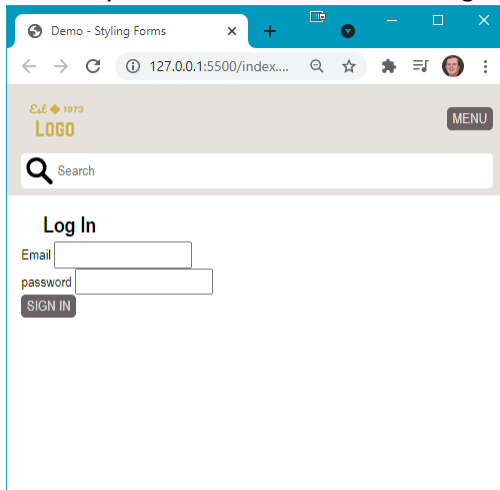 Demo - Styling Forms
127.0.0.1:5500/index....
Est 1973
LOGO
MENU
Search
Log In
Email
password
SIGN IN